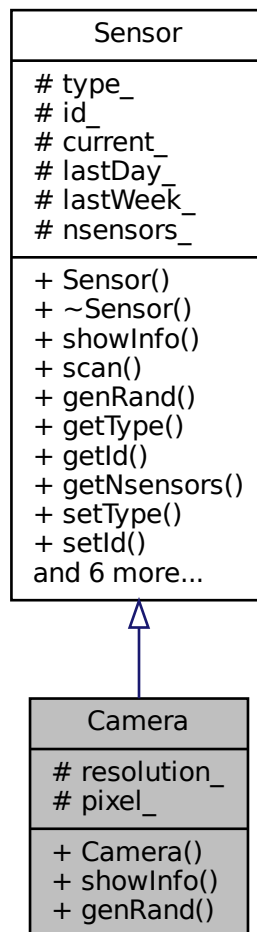 Sensor
# type_
# id_
# current_
# lastDay_
# lastWeek_
# nsensors_
+ Sensor()
+ ~Sensor()
+ showInfo()
+ scan()
+ genRand()
+ getType()
+ getId()
+ getNsensors()
+ setType()
+ setId()
and 6 more...
Camera
# resolution_
# pixel_
+ Camera()
+ showInfo()
+ genRand()